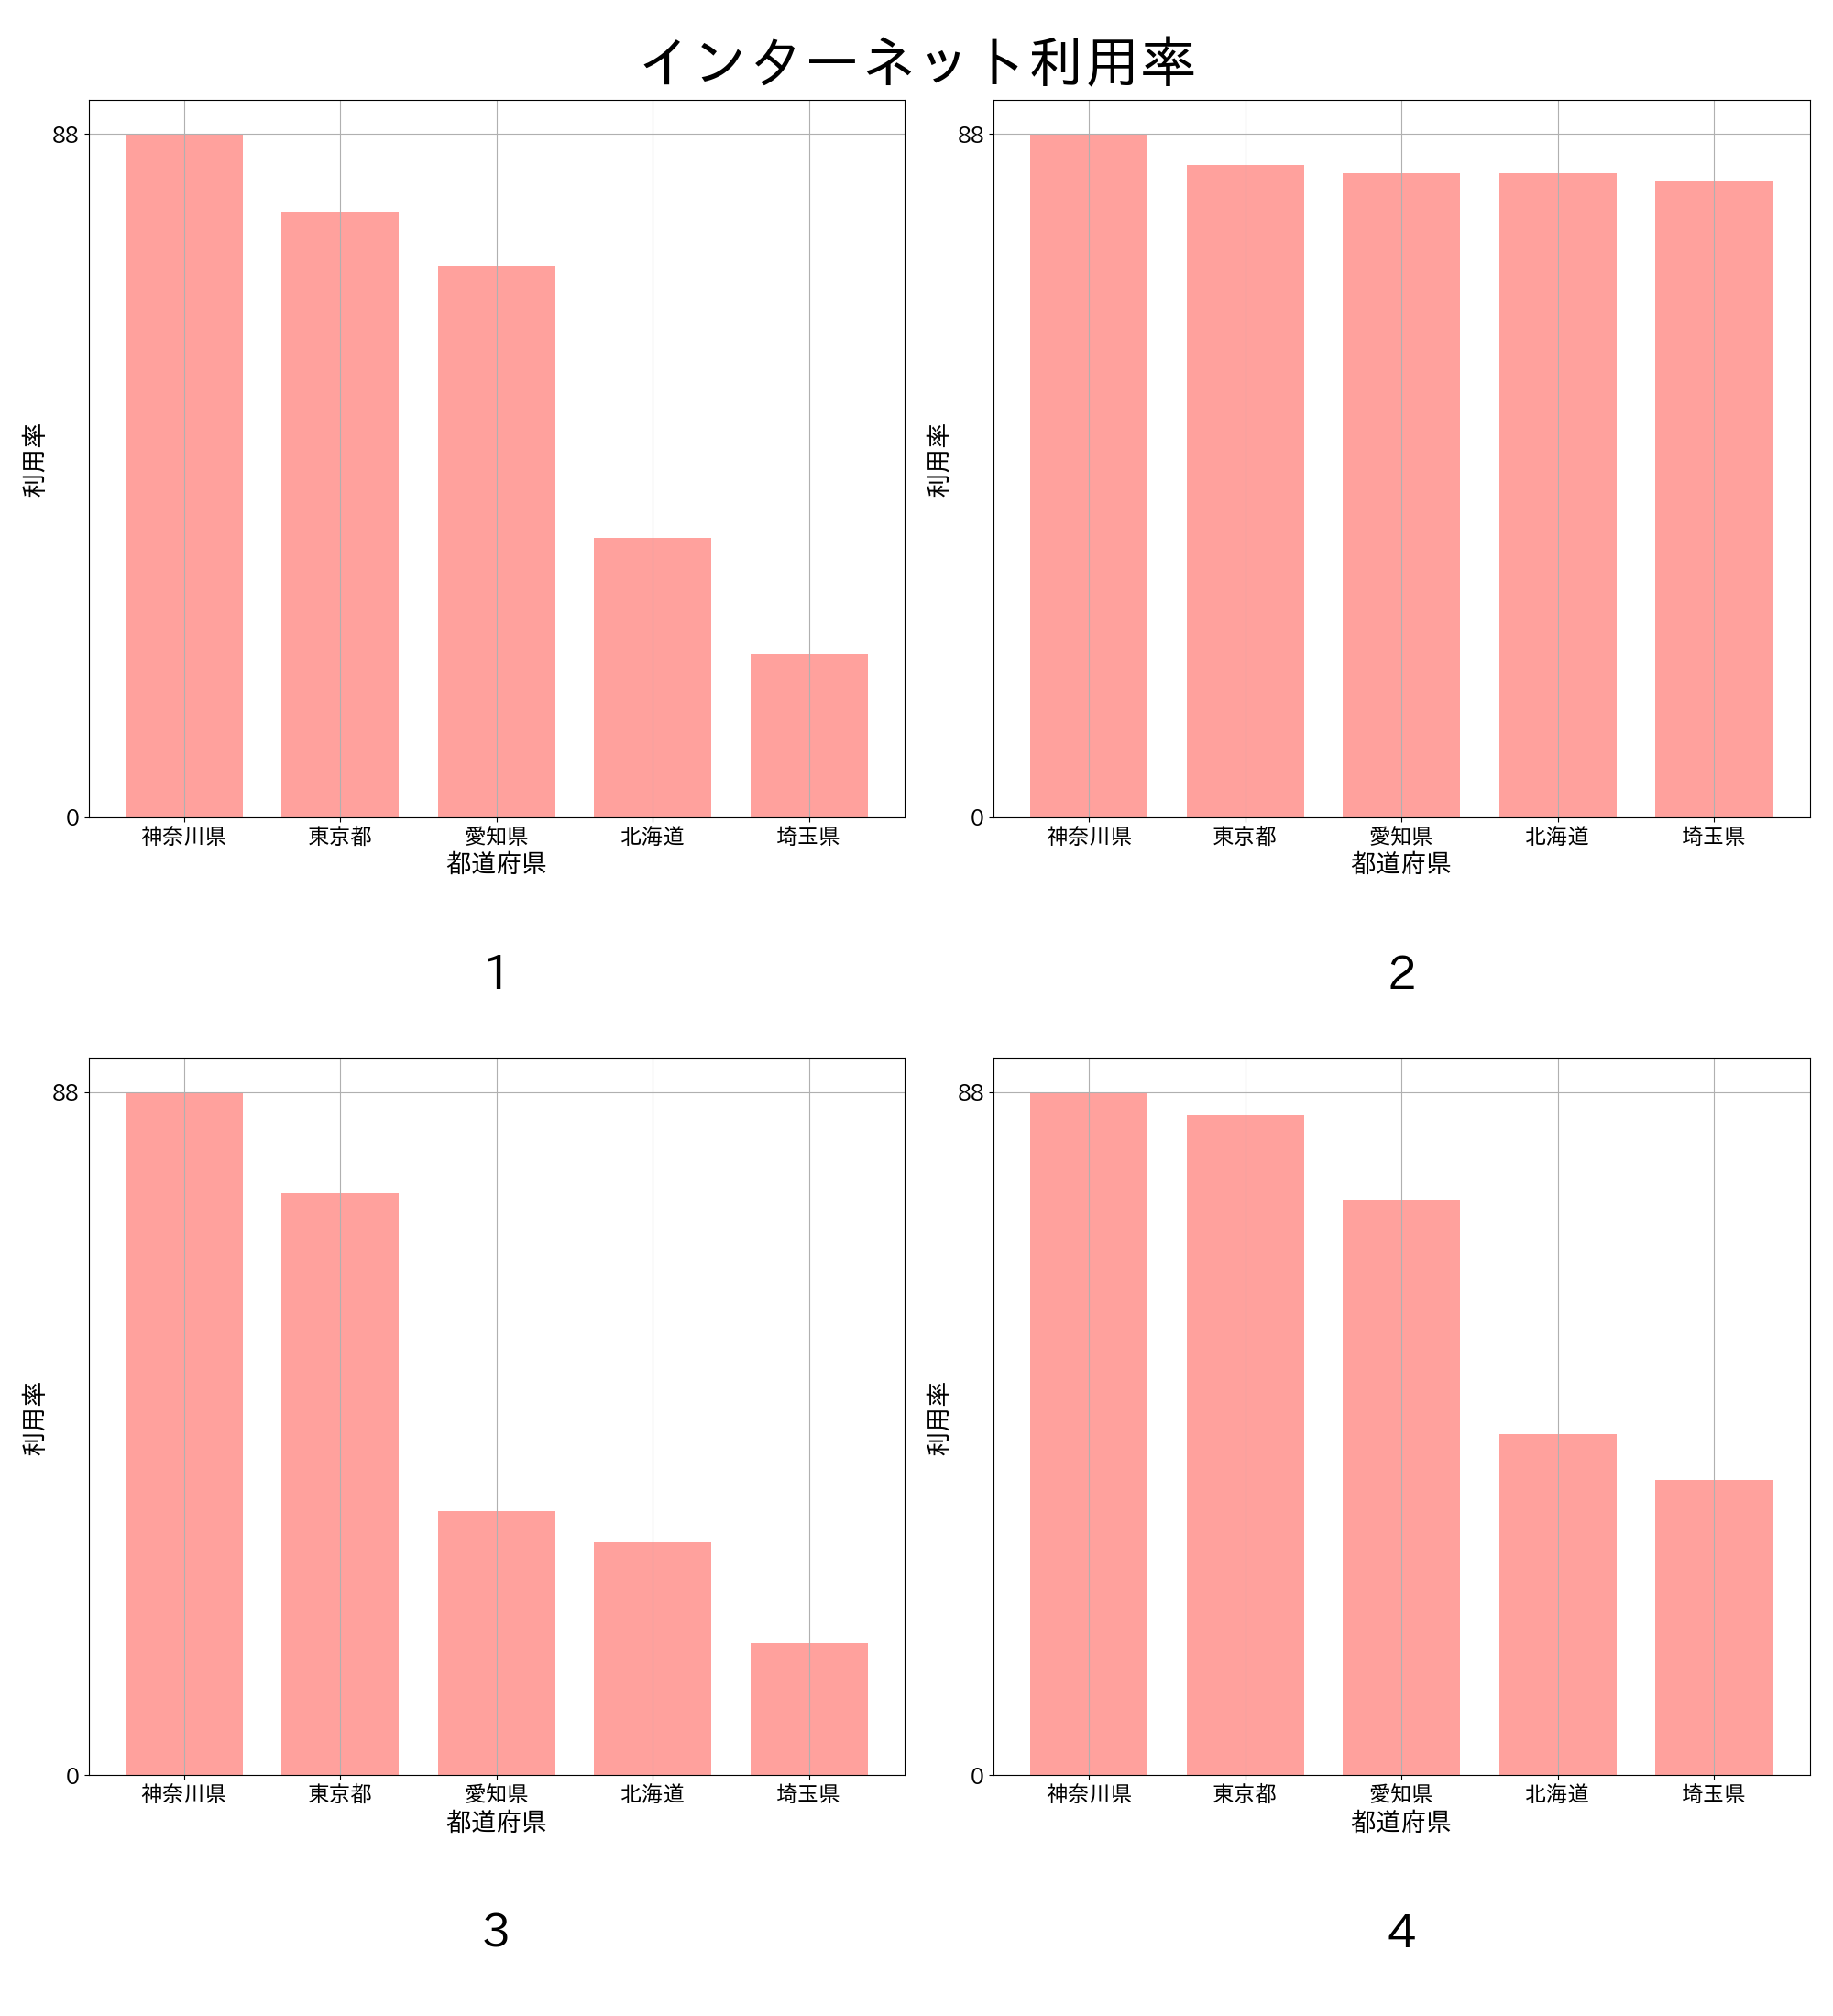 インターネット利用率
88
0
利用率
神奈川県 東京都 愛知県 北海道 埼玉県
都道府県
1
88
0
利用率
神奈川県 東京都 愛知県 北海道 埼玉県
都道府県
2
88
0
利用率
神奈川県 東京都 愛知県 北海道 埼玉県
都道府県
3
88
0
利用率
神奈川県 東京都 愛知県 北海道 埼玉県
都道府県
4